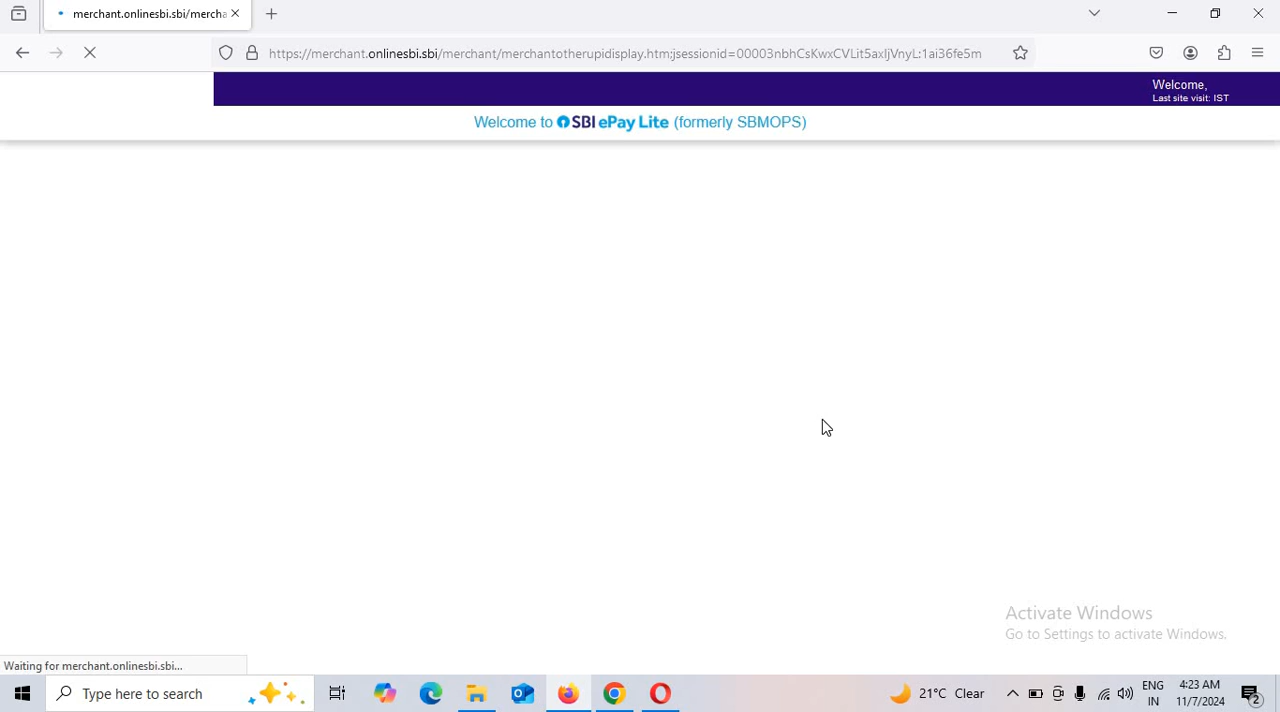 merchant.onlinesbi.sbi/mercha
https://merchant.onlinesbi.sbi/merchant/merchantotherupidisplay.htm;jsessionid=00003nbhCsKwxCVLit5axIjVnyL:1ai36fe5m
Welcome,
Last site visit: IST
Welcome to SBI ePay Lite (formerly SBMOPS)
Activate Windows
Go to Settings to activate Windows.
Waiting for merchant.onlinesbi.sbi...
Type here to search
21°C Clear
ENG
IN
4:23 AM
11/7/2024
2